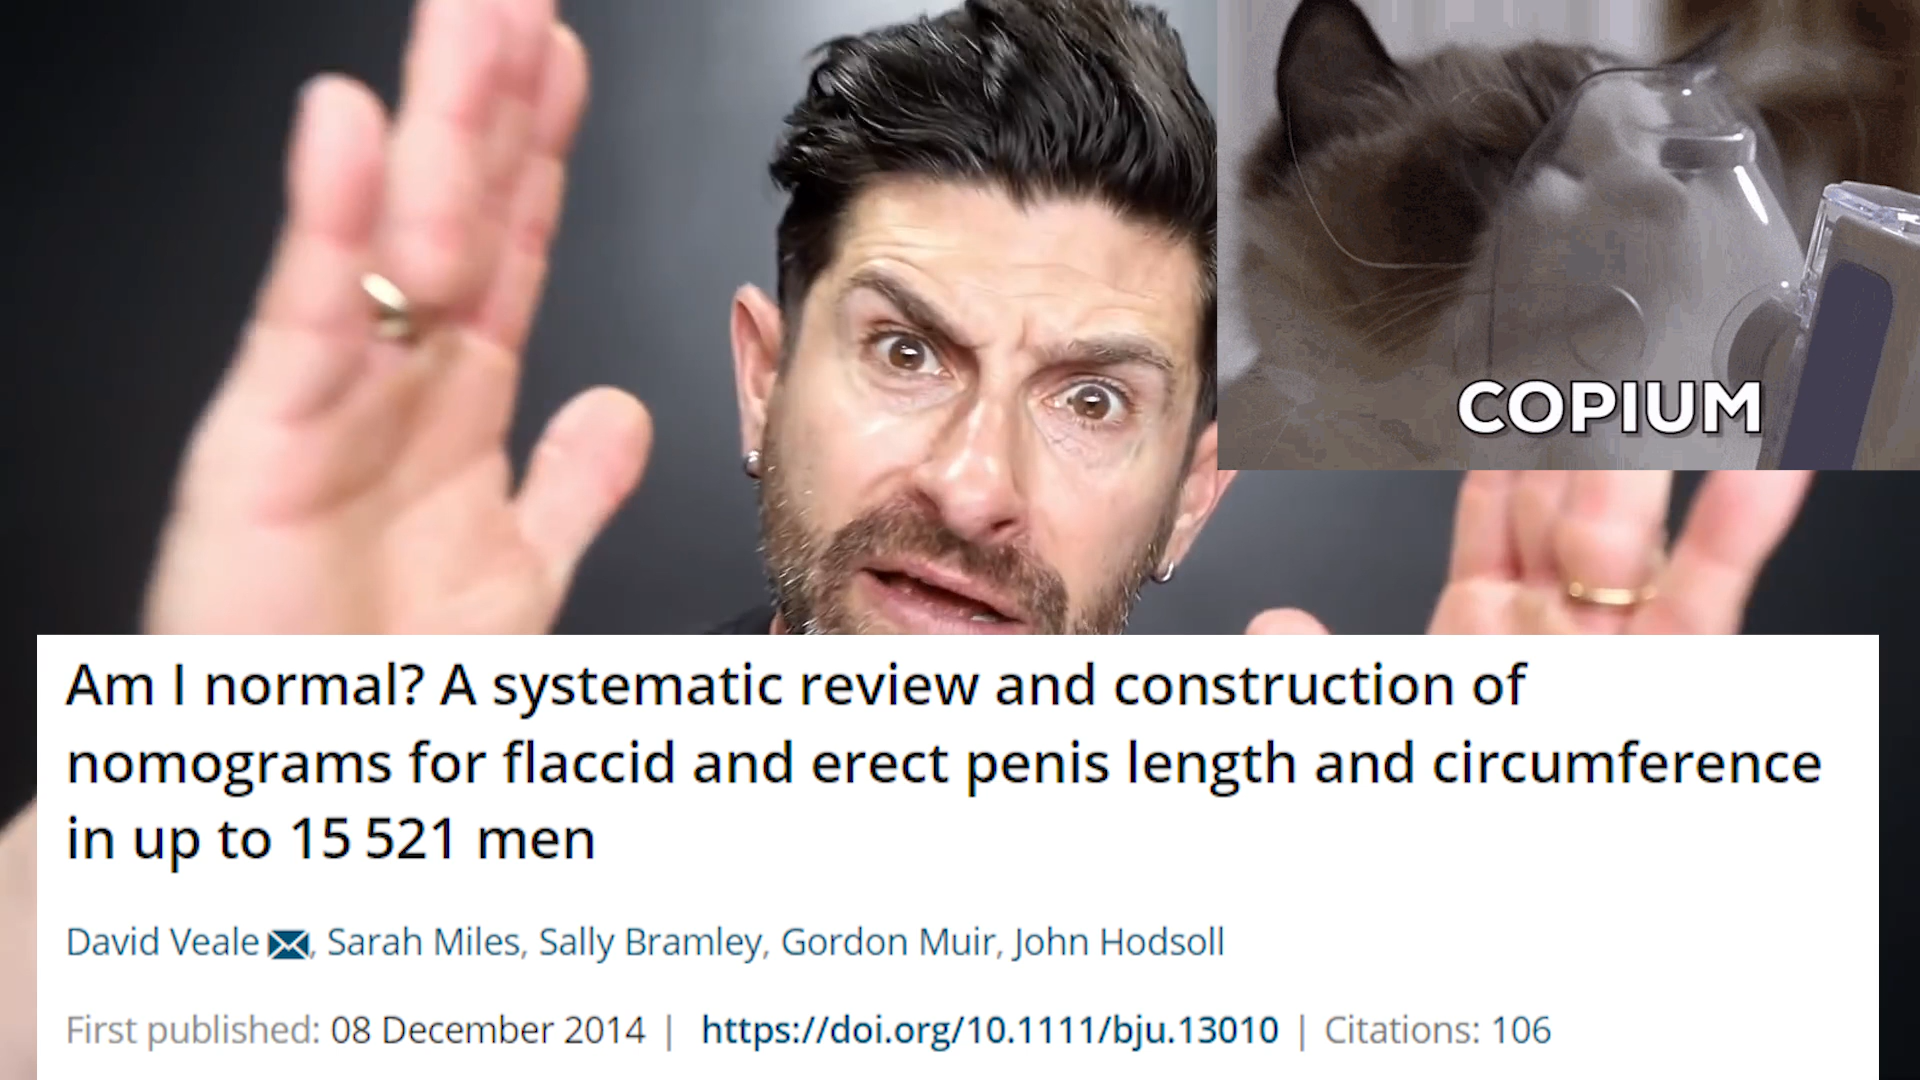 COPIUM
Am I normal? A systematic review and construction of
nomograms for flaccid and erect penis length and circumference
in up to 15 521 men
David Veale, Sarah Miles, Sally Bramley, Gordon Muir, John Hodsoll
First published: 08 December 2014 | https://doi.org/10.1111/bju.13010 | Citations: 106